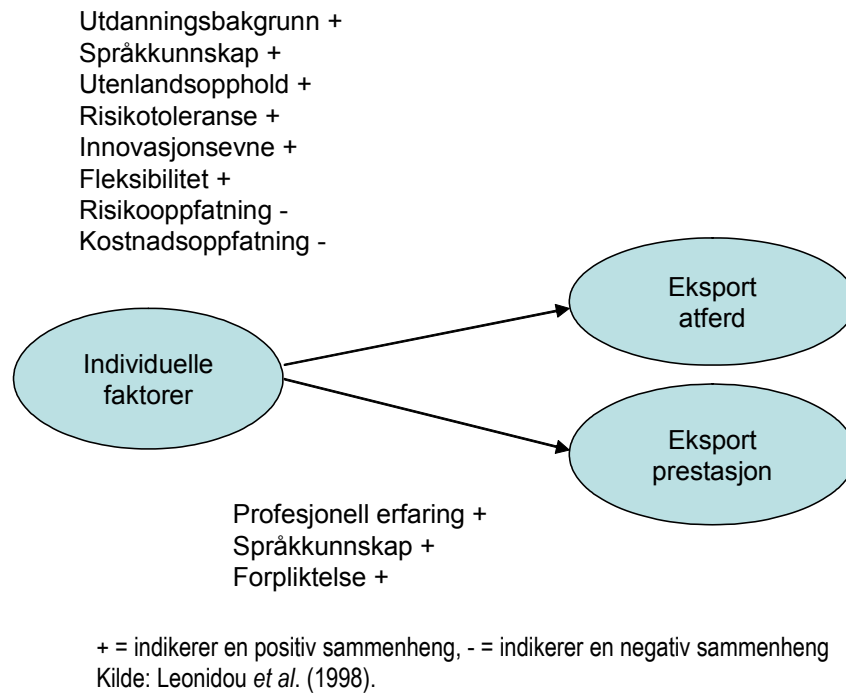 Utdanningsbakgrunn +
Språkkunnskap +
Utenlandsopphold +
Risikotoleranse +
Innovasjonsevne +
Fleksibilitet +
Risikooppfatning -
Kostnadsoppfatning -
Eksport
atferd
Individuelle
faktorer
Eksport
prestasjon
Profesjonell erfaring +
Språkkunnskap +
Forpliktelse +
+ = indikerer en positiv sammenheng, - = indikerer en negativ sammenheng
Kilde: Leonidou et al. (1998).